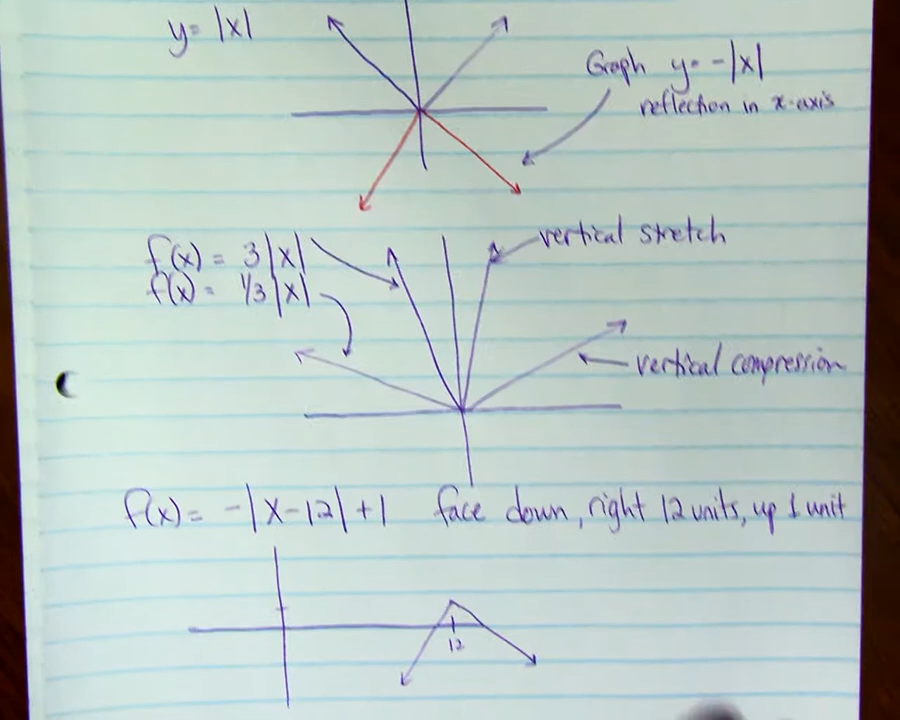 y = |x|
Graph y = -|x|
reflection in x-axis
f(x) = 3|x|
f(x) = 1/3|x|
vertical stretch
vertical compression
f(x) = -|x-12|+1 face down, right 12 units, up 1 unit
12